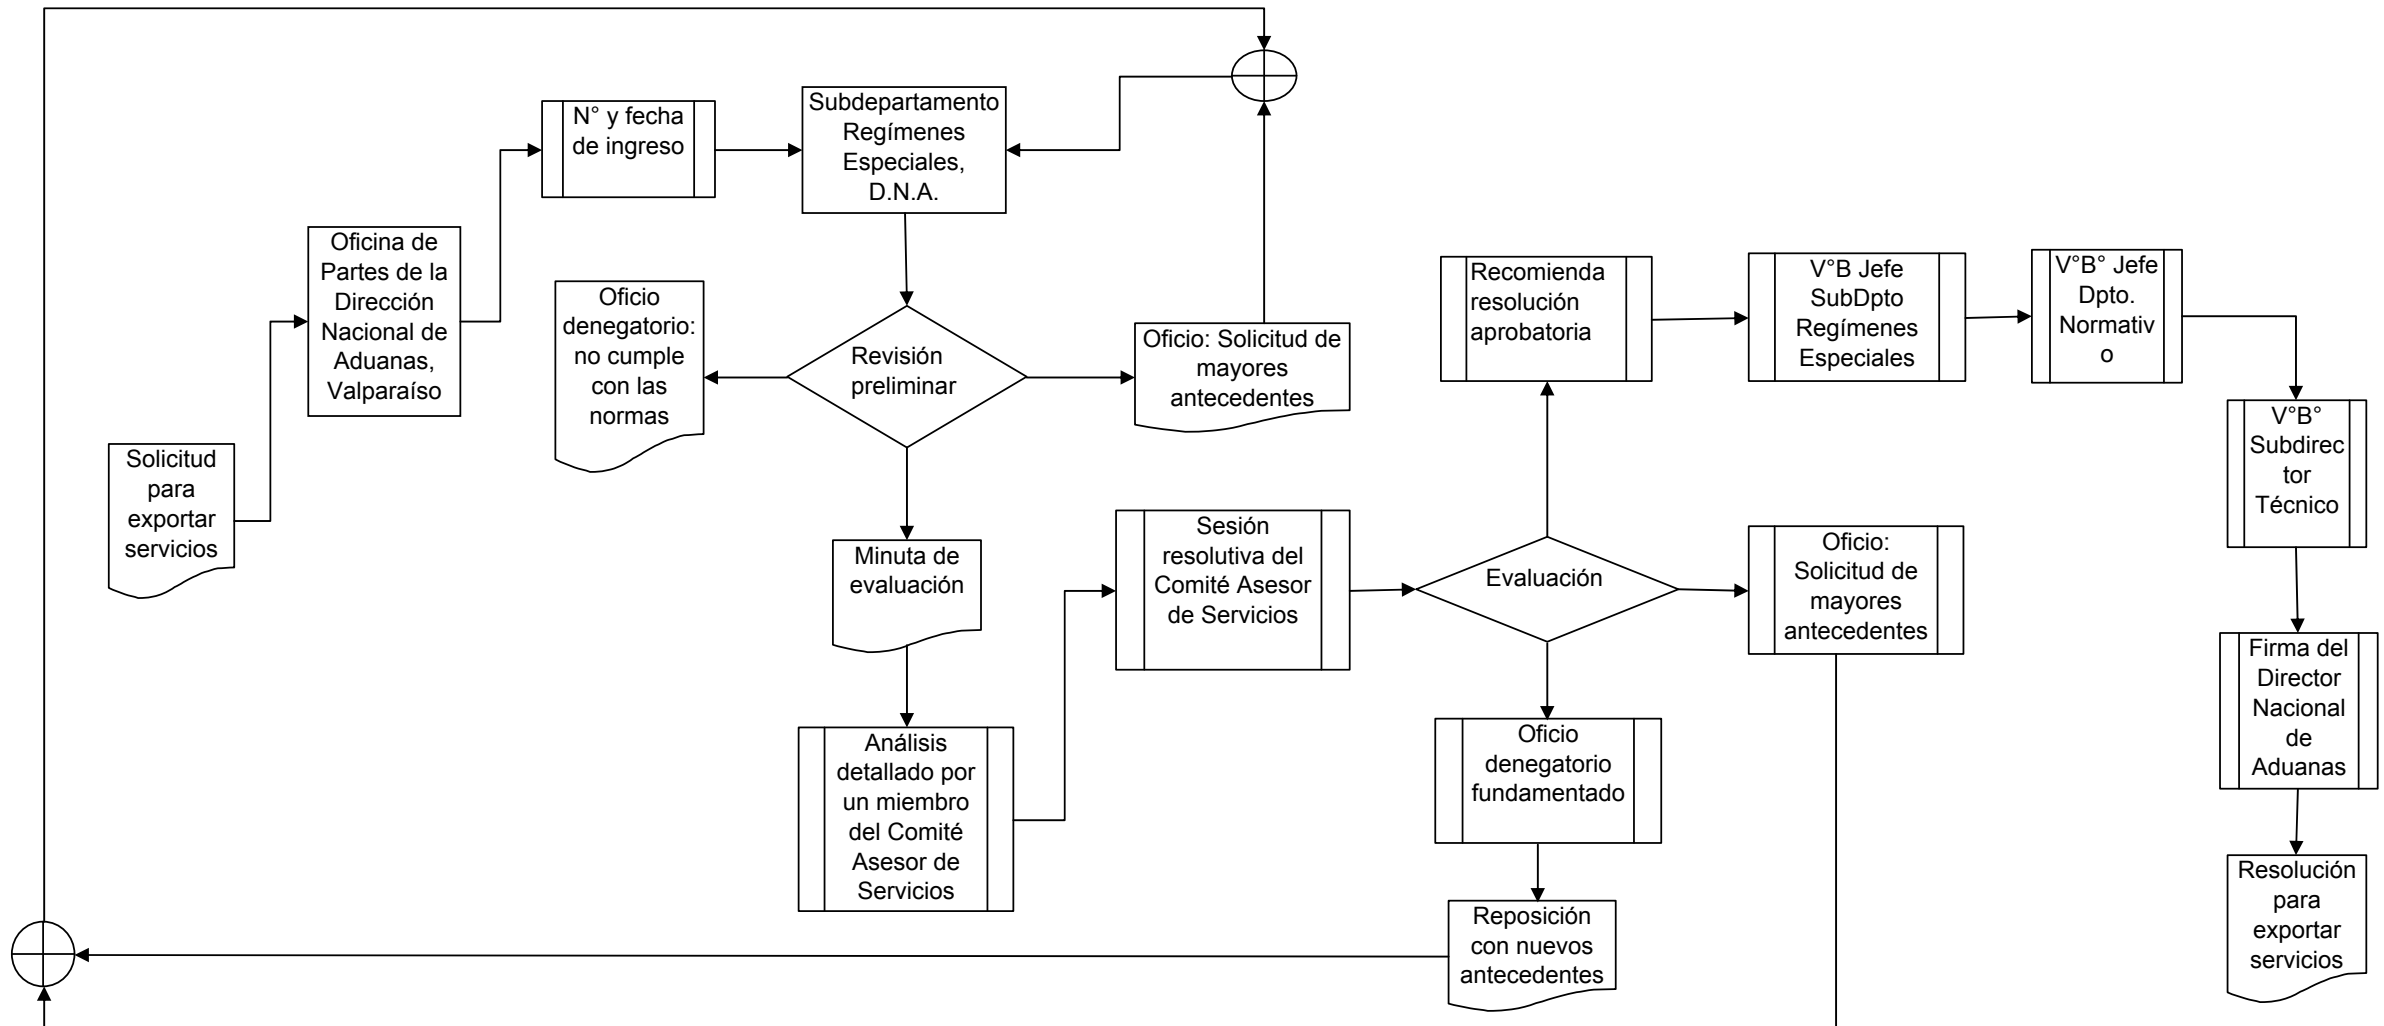 N° y fecha
de ingreso
Subdepartamento
Regímenes
Especiales,
D.N.A.
Oficina de
Partes de la
Dirección
Nacional de
Aduanas,
Valparaíso
Solicitud
para
exportar
servicios
Oficio
denegatorio:
no cumple
con las
normas
Revisión
preliminar
Oficio: Solicitud de
mayores
antecedentes
Minuta de
evaluación
Análisis
detallado por
un miembro
del Comité
Asesor de
Servicios
Sesión
resolutiva del
Comité Asesor
de Servicios
Evaluación
Recomienda
resolución
aprobatoria
V°B Jefe
SubDpto
Regímenes
Especiales
V°B° Jefe
Dpto.
Normativ
o
V°B°
Subdirec
tor
Técnico
Oficio:
Solicitud de
mayores
antecedentes
Oficio
denegatorio
fundamentado
Reposición
con nuevos
antecedentes
Firma del
Director
Nacional
de
Aduanas
Resolución
para
exportar
servicios